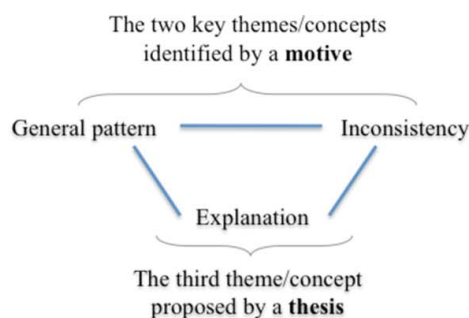 The two key themes/concepts
identified by a motive
General pattern
Inconsistency
Explanation
The third theme/concept
proposed by a thesis